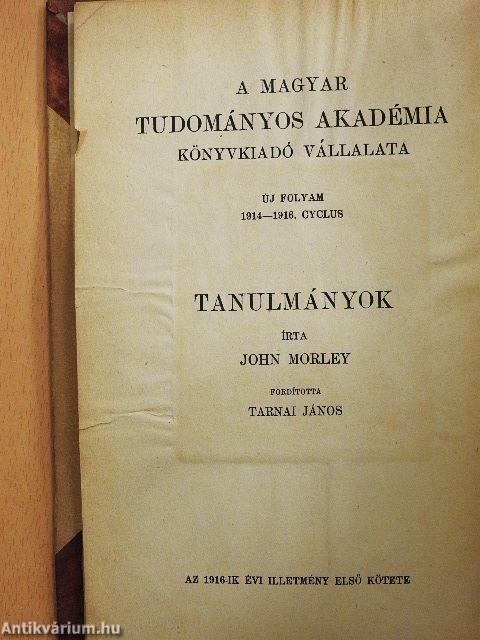 A MAGYAR
TUDOMÁNYOS AKADÉMIA
KÖNYVKIADÓ VÁLLALATA
ÚJ FOLYAM
1914—1916. CYCLUS
TANULMÁNYOK
ÍRTA
JOHN MORLEY
FORDÍTOTTA
TARNAI JÁNOS
AZ 1916-IK ÉVI ILLETMÉNY ELSŐ KÖTETE
Antikvárium.hu